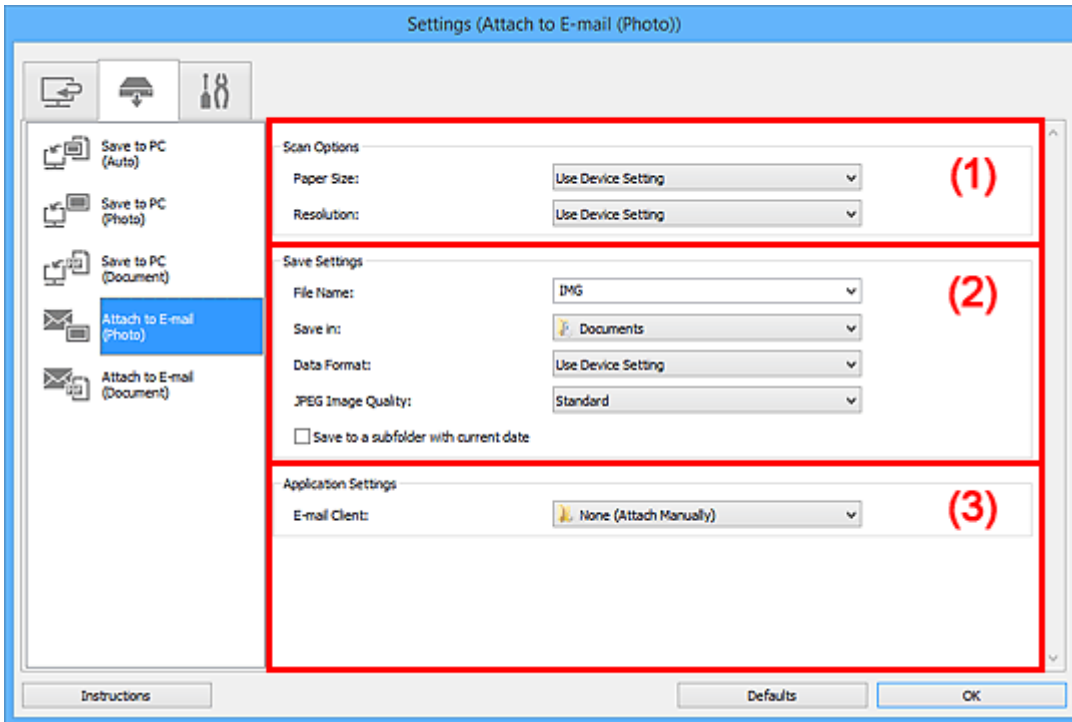 Settings (Attach to E-mail (Photo))
Save to PC
(Auto)
Save to PC
(Photo)
Save to PC
(Document)
Attach to E-mail
(Photo)
Attach to E-mail
(Document)
Scan Options
(1)
Paper Size:
Use Device Setting
Resolution:
Use Device Setting
Save Settings
(2)
File Name:
IMG
Save in:
Documents
Data Format:
Use Device Setting
JPEG Image Quality:
Standard
Save to a subfolder with current date
Application Settings
(3)
E-mail Client:
None (Attach Manually)
Instructions
Defaults
OK